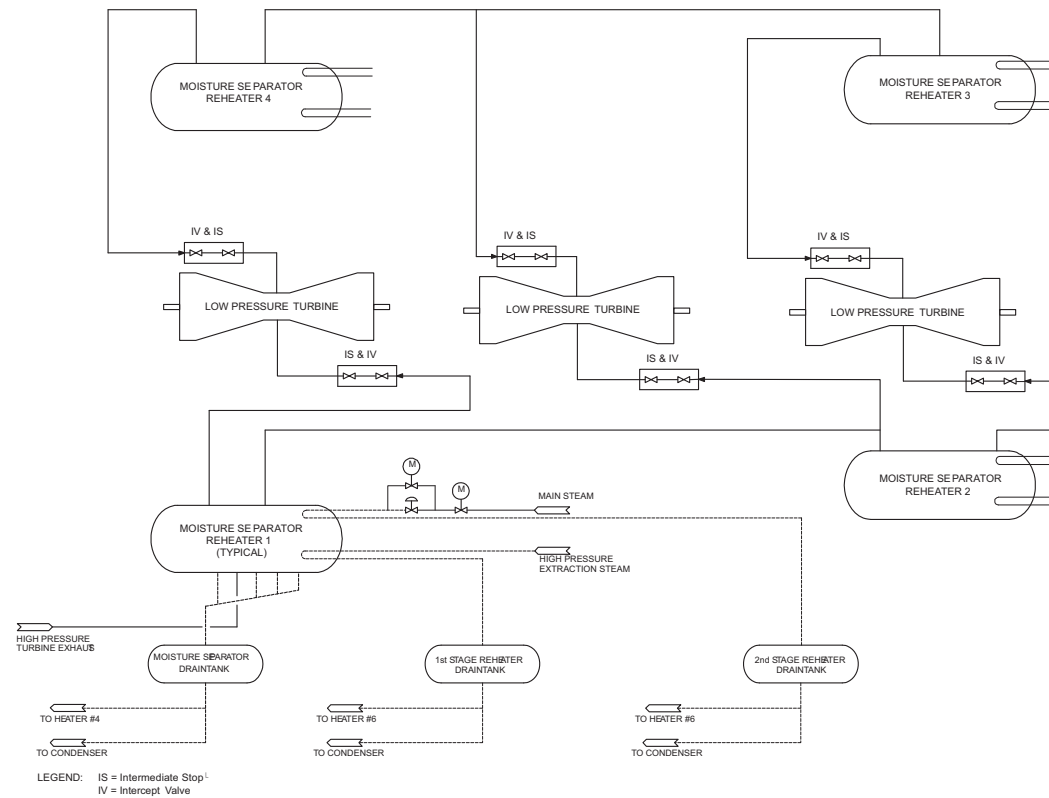 MOISTURE SEPARATOR
REHEATER 4
MOISTURE SEPARATOR
REHEATER 3
IV & IS
IV & IS
IV & IS
LOW PRESSURE TURBINE
LOW PRESSURE TURBINE
LOW PRESSURE TURBINE
IS & IV
IS & IV
IS & IV
MOISTURE SEPARATOR
REHEATER 2
M
M
MAIN STEAM
MOISTURE SEPARATOR
REHEATER 1
(TYPICAL)
HIGH PRESSURE
EXTRACTION STEAM
HIGH PRESSURE
TURBINE EXHAUTS
MOISTURE SEPARATOR
DRAINTANK
1st STAGE REHEATER
DRAINTANK
2nd STAGE REHEATER
DRAINTANK
TO HEATER #4
TO HEATER #6
TO HEATER #6
TO CONDENSER
TO CONDENSER
TO CONDENSER
LEGEND: IS = Intermediate Stop
IV = Intercept Valve